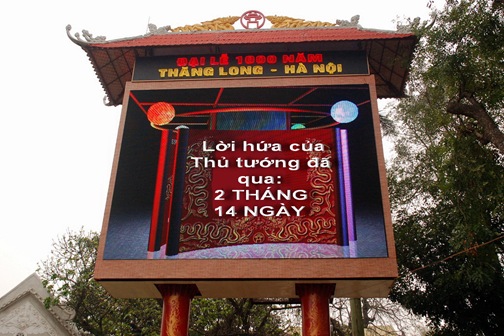 ĐẠI LỄ 1000 NĂM
THĂNG LONG - HÀ NỘI
Lời hứa của
Thủ tướng đã
qua:
2 THÁNG
14 NGÀY